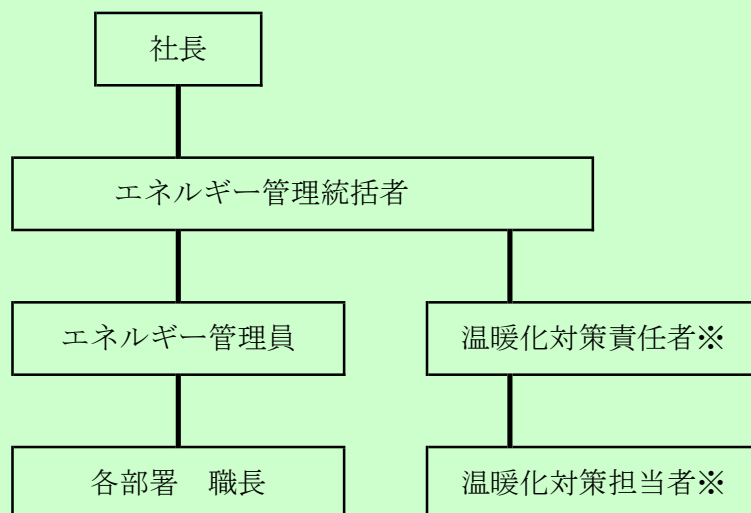 社長
エネルギー管理統括者
エネルギー管理員
温暖化対策責任者※
各部署　職長
温暖化対策担当者※